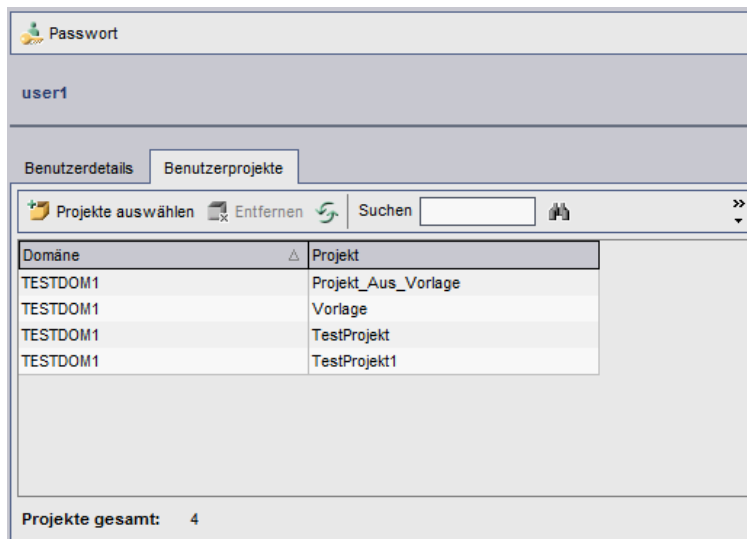 Passwort
user1
Benutzerdetails Benutzerprojekte
Projekte auswählen Entfernen Suchen
Domäne Projekt
TESTDOM1 Projekt_Aus_Vorlage
TESTDOM1 Vorlage
TESTDOM1 TestProjekt
TESTDOM1 TestProjekt1
Projekte gesamt: 4